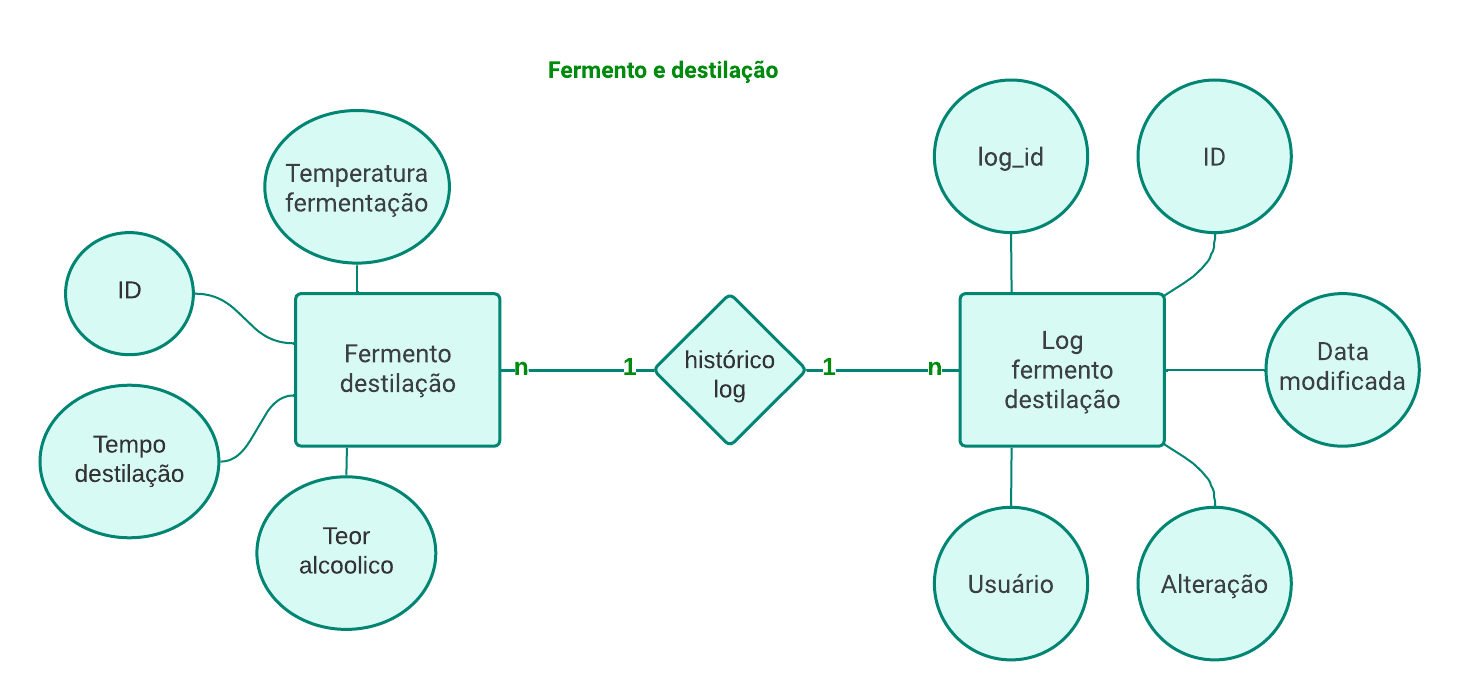 Fermento e destilação
Temperatura
fermentação
ID
Tempo
destilação
Teor
alcoolico
Fermento
destilação
n
1
histórico
log
1
n
Log
fermento
destilação
log_id
ID
Data
modificada
Usuário
Alteração